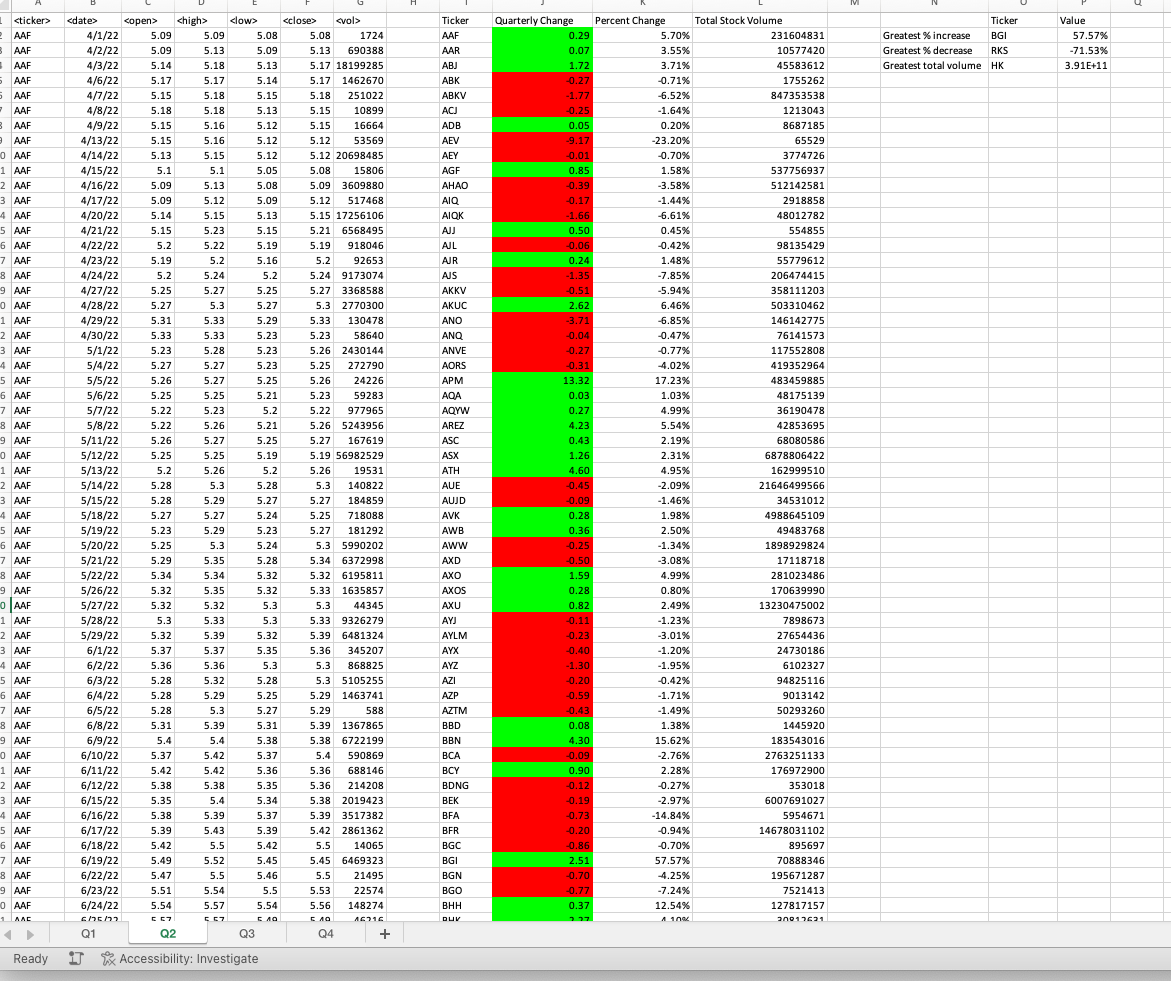 A B C D E F G H I J K L M N O P Q
<ticker> <date> <open> <high> <low> <close> <vol> Ticker Quarterly Change Percent Change Total Stock Volume Ticker Value
AAF 4/1/22 5.09 5.09 5.08 5.08 1724 AAF 0.29 5.70% 231604831 Greatest % increase BGI 57.57%
AAF 4/2/22 5.09 5.13 5.09 5.09 690388 AAR 0.07 3.55% 10577420 Greatest % decrease RKS -71.53%
AAF 4/3/22 5.14 5.18 5.13 5.17 18199285 ABJ 1.72 3.71% 45583612 Greatest total volume HK 3.91E+11
AAF 4/6/22 5.17 5.17 5.14 5.17 1462670 ABK -0.27 -0.71% 1755262
AAF 4/7/22 5.15 5.18 5.15 5.18 251022 ABKV -1.77 -6.52% 847353538
AAF 4/8/22 5.18 5.18 5.13 5.15 10899 ACJ -0.25 -1.64% 1213043
AAF 4/9/22 5.15 5.16 5.12 5.15 16664 ADB 0.05 0.20% 8687185
AAF 4/13/22 5.15 5.16 5.12 5.12 53569 AEV -9.17 -23.20% 65529
AAF 4/14/22 5.13 5.15 5.12 5.12 20698485 AEY -0.01 -0.70% 3774726
AAF 4/15/22 5.1 5.1 5.05 5.08 15806 AGF 0.85 1.58% 537756937
AAF 4/16/22 5.09 5.13 5.08 5.09 3609880 AHAO -0.39 -3.58% 512142581
AAF 4/17/22 5.09 5.12 5.09 5.12 517468 AIQ -0.17 -1.44% 2918858
AAF 4/20/22 5.14 5.15 5.13 5.15 17256106 AIQK -1.66 -6.61% 48012782
AAF 4/21/22 5.15 5.23 5.15 5.21 6568495 AJJ 0.50 0.45% 554855
AAF 4/22/22 5.2 5.22 5.19 5.19 918046 AJL -0.06 -0.42% 98135429
AAF 4/23/22 5.19 5.2 5.16 5.2 92653 AJR 0.24 1.48% 55779612
AAF 4/24/22 5.2 5.24 5.2 5.24 9173074 AJS -1.35 -7.85% 206474415
AAF 4/27/22 5.25 5.27 5.25 5.27 3368588 AKKV -0.51 -5.94% 358111203
AAF 4/28/22 5.27 5.3 5.27 5.3 2770300 AKUC 2.62 6.46% 503310462
AAF 4/29/22 5.31 5.33 5.29 5.33 130478 ANO -3.71 -6.85% 146142775
AAF 4/30/22 5.33 5.33 5.23 5.23 58640 ANQ -0.04 -0.47% 76141573
AAF 5/1/22 5.23 5.28 5.23 5.26 2430144 ANVE -0.27 -0.77% 117552808
AAF 5/4/22 5.27 5.27 5.23 5.25 272790 AORS -0.31 -4.02% 419352964
AAF 5/5/22 5.26 5.27 5.25 5.26 24226 APM 13.32 17.23% 483459885
AAF 5/6/22 5.25 5.25 5.21 5.23 59283 AQA 0.03 1.03% 48175139
AAF 5/7/22 5.22 5.23 5.2 5.22 977965 AQYW 0.27 4.99% 36190478
AAF 5/8/22 5.22 5.26 5.21 5.26 5243956 AREZ 4.23 5.54% 42853695
AAF 5/11/22 5.26 5.27 5.25 5.27 167619 ASC 0.43 2.19% 68080586
AAF 5/12/22 5.25 5.25 5.19 5.19 56982529 ASX 1.26 2.31% 6878806422
AAF 5/13/22 5.2 5.26 5.2 5.26 19531 ATH 4.60 4.95% 162999510
AAF 5/14/22 5.28 5.3 5.28 5.3 140822 AUE -0.45 -2.09% 21646499566
AAF 5/15/22 5.28 5.29 5.27 5.27 184859 AUJD -0.09 -1.46% 34531012
AAF 5/18/22 5.27 5.27 5.24 5.25 718088 AVK 0.28 1.98% 4988645109
AAF 5/19/22 5.23 5.29 5.23 5.27 181292 AWB 0.36 2.50% 49483768
AAF 5/20/22 5.25 5.3 5.24 5.3 5990202 AWW -0.25 -1.34% 1898929824
AAF 5/21/22 5.29 5.35 5.28 5.34 6372998 AXD -0.50 -3.08% 17118718
AAF 5/22/22 5.34 5.34 5.32 5.32 6195811 AXO 1.59 4.99% 281023486
AAF 5/26/22 5.32 5.35 5.32 5.33 1635857 AXOS 0.28 0.80% 170639990
AAF 5/27/22 5.32 5.32 5.3 5.3 44345 AXU 0.82 2.49% 13230475002
AAF 5/28/22 5.3 5.33 5.3 5.33 9326279 AYJ -0.11 -1.23% 7898673
AAF 5/29/22 5.32 5.39 5.32 5.39 6481324 AYLM -0.23 -3.01% 27654436
AAF 6/1/22 5.37 5.37 5.35 5.36 345207 AYX -0.40 -1.20% 24730186
AAF 6/2/22 5.36 5.36 5.3 5.3 868825 AYZ -1.30 -1.95% 6102327
AAF 6/3/22 5.28 5.32 5.28 5.3 5105255 AZI -0.20 -0.42% 94825116
AAF 6/4/22 5.28 5.29 5.25 5.29 1463741 AZP -0.59 -1.71% 9013142
AAF 6/5/22 5.28 5.3 5.27 5.29 588 AZTM -0.43 -1.49% 50293260
AAF 6/8/22 5.31 5.39 5.31 5.39 1367865 BBD 0.08 1.38% 1445920
AAF 6/9/22 5.4 5.4 5.38 5.38 6722199 BBN 4.30 15.62% 183543016
AAF 6/10/22 5.37 5.42 5.37 5.4 590869 BCA -0.09 -2.76% 2763251133
AAF 6/11/22 5.42 5.42 5.36 5.36 688146 BCY 0.90 2.28% 176972900
AAF 6/12/22 5.38 5.38 5.35 5.36 214208 BDNG -0.12 -0.27% 353018
AAF 6/15/22 5.35 5.4 5.34 5.38 2019423 BEK -0.19 -2.97% 6007691027
AAF 6/16/22 5.38 5.39 5.37 5.39 3517382 BFA -0.73 -14.84% 5954671
AAF 6/17/22 5.39 5.43 5.39 5.42 2861362 BFR -0.20 -0.94% 14678031102
AAF 6/18/22 5.42 5.5 5.42 5.5 14065 BGC -0.86 -0.70% 895697
AAF 6/19/22 5.49 5.52 5.45 5.45 6469323 BGI 2.51 57.57% 70888346
AAF 6/22/22 5.47 5.5 5.46 5.5 21495 BGN -0.70 -4.25% 195671287
AAF 6/23/22 5.51 5.54 5.5 5.53 22574 BGO -0.77 -7.24% 7521413
AAF 6/24/22 5.54 5.57 5.54 5.56 148274 BHH 0.37 12.54% 127817157
AAF 6/25/22 5.57 5.57 5.49 5.49 46216 BHK 2.27 4.10% 30812631
Q1 Q2 Q3 Q4 +
Ready Accessibility: Investigate